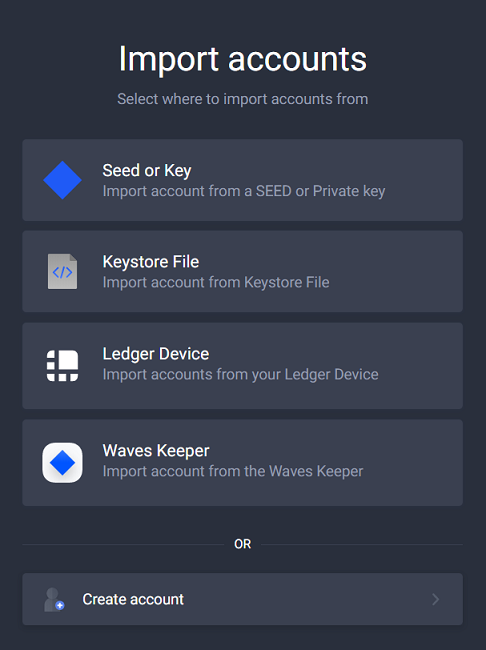 Import accounts
Select where to import accounts from
Seed or Key
Import account from a SEED or Private key
</>
Keystore File
Import account from Keystore File
Ledger Device
Import accounts from your Ledger Device
Waves Keeper
Import account from the Waves Keeper
OR
Create account